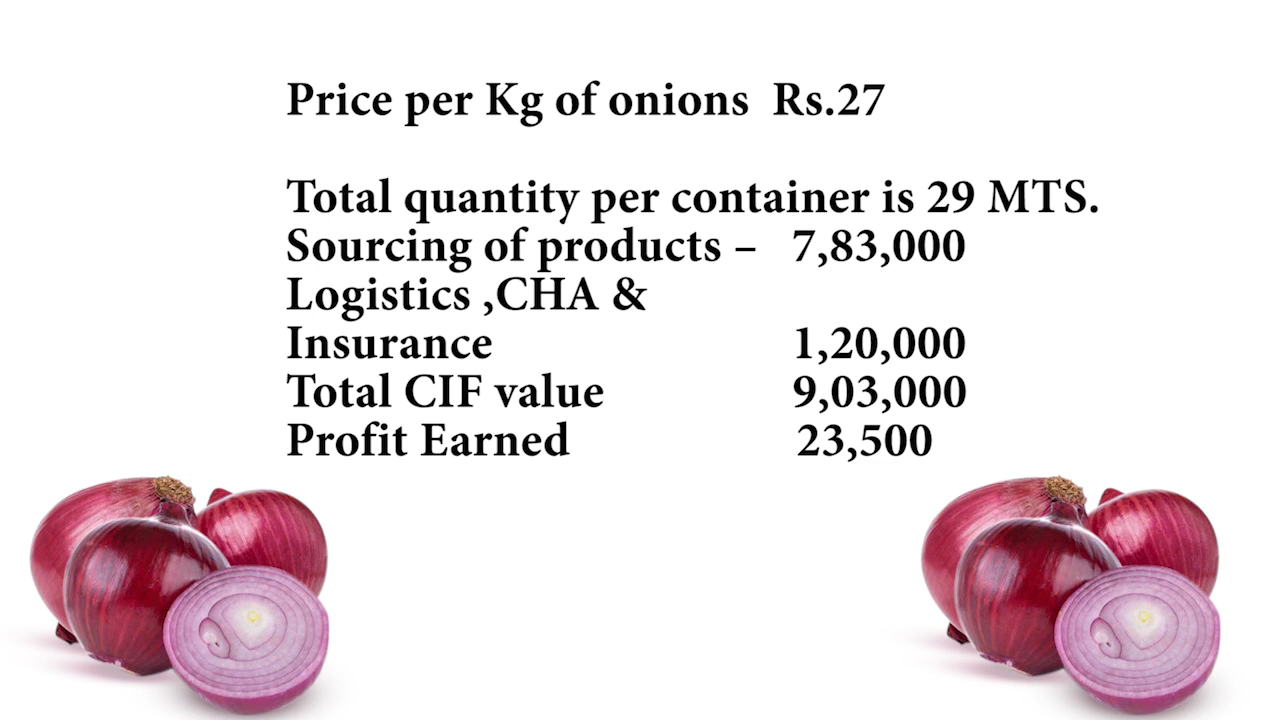 Price per Kg of onions Rs.27
Total quantity per container is 29 MTS.
Sourcing of products – 7,83,000
Logistics ,CHA &
Insurance 1,20,000
Total CIF value 9,03,000
Profit Earned 23,500